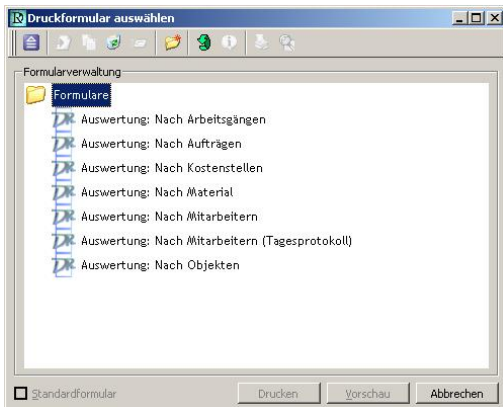 Druckformular auswählen
Formularverwaltung
Formulare
Auswertung: Nach Arbeitsgängen
Auswertung: Nach Aufträgen
Auswertung: Nach Kostenstellen
Auswertung: Nach Material
Auswertung: Nach Mitarbeitern
Auswertung: Nach Mitarbeitern (Tagesprotokoll)
Auswertung: Nach Objekten
Standardformular Drucken Vorschau Abbrechen